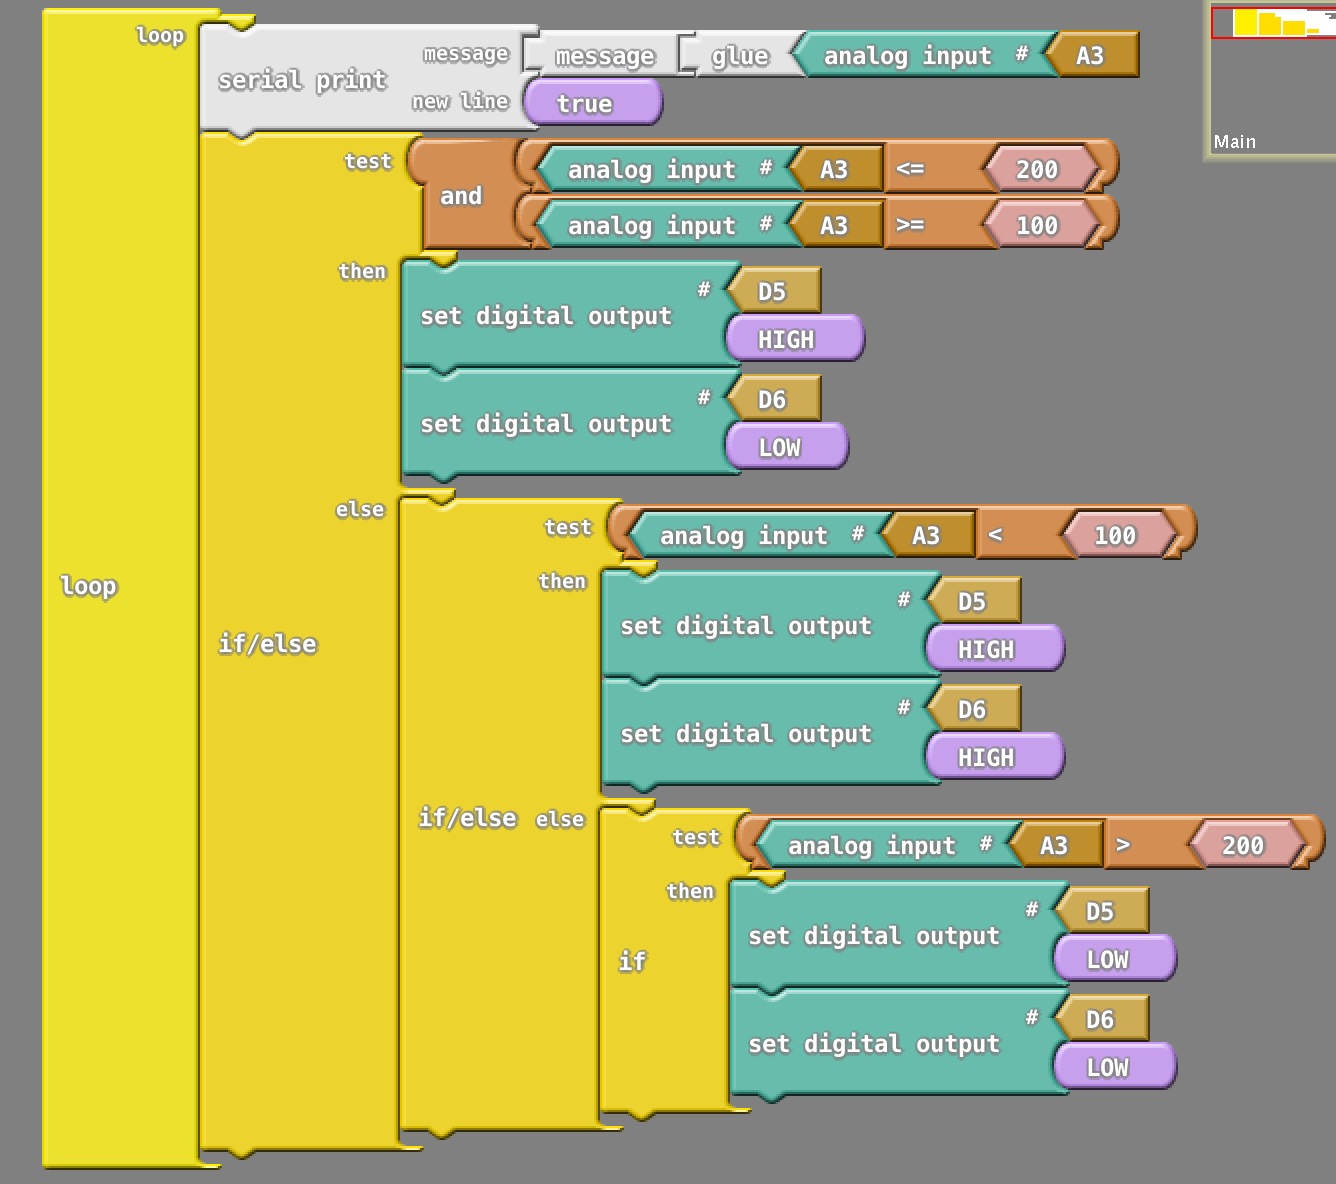 loop
message message glue analog input # A3
serial print
new line true
Main
test analog input # A3 <= 200
and
analog input # A3 >= 100
then
# D5
set digital output
HIGH
# D6
set digital output
LOW
else
test analog input # A3 < 100
then
loop
# D5
set digital output
if/else
HIGH
# D6
set digital output
HIGH
if/else else
test analog input # A3 > 200
then
# D5
set digital output
if
LOW
# D6
set digital output
LOW